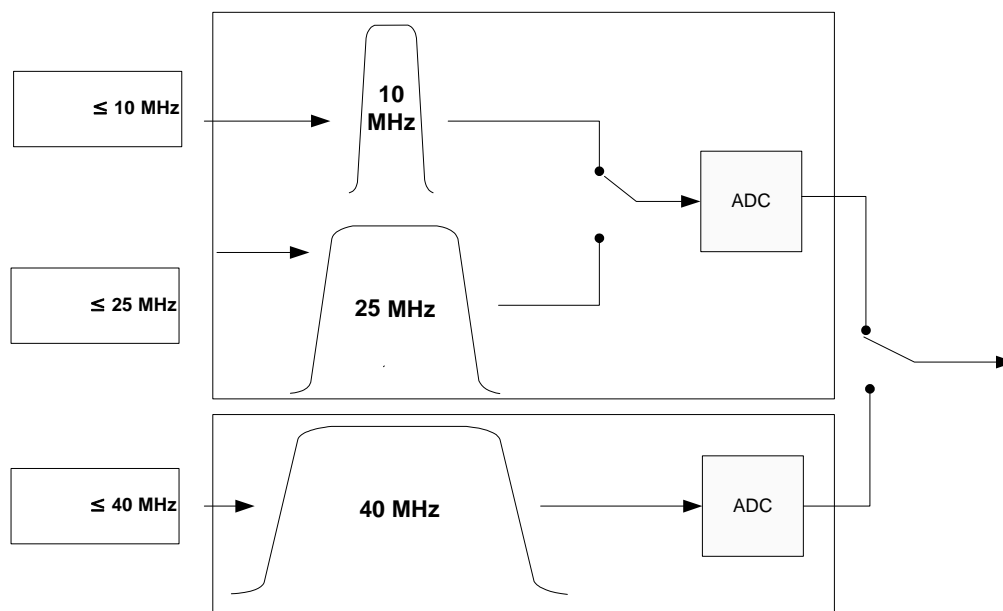 ≤ 10 MHz
10
MHz
ADC
≤ 25 MHz
25 MHz
≤ 40 MHz
40 MHz
ADC